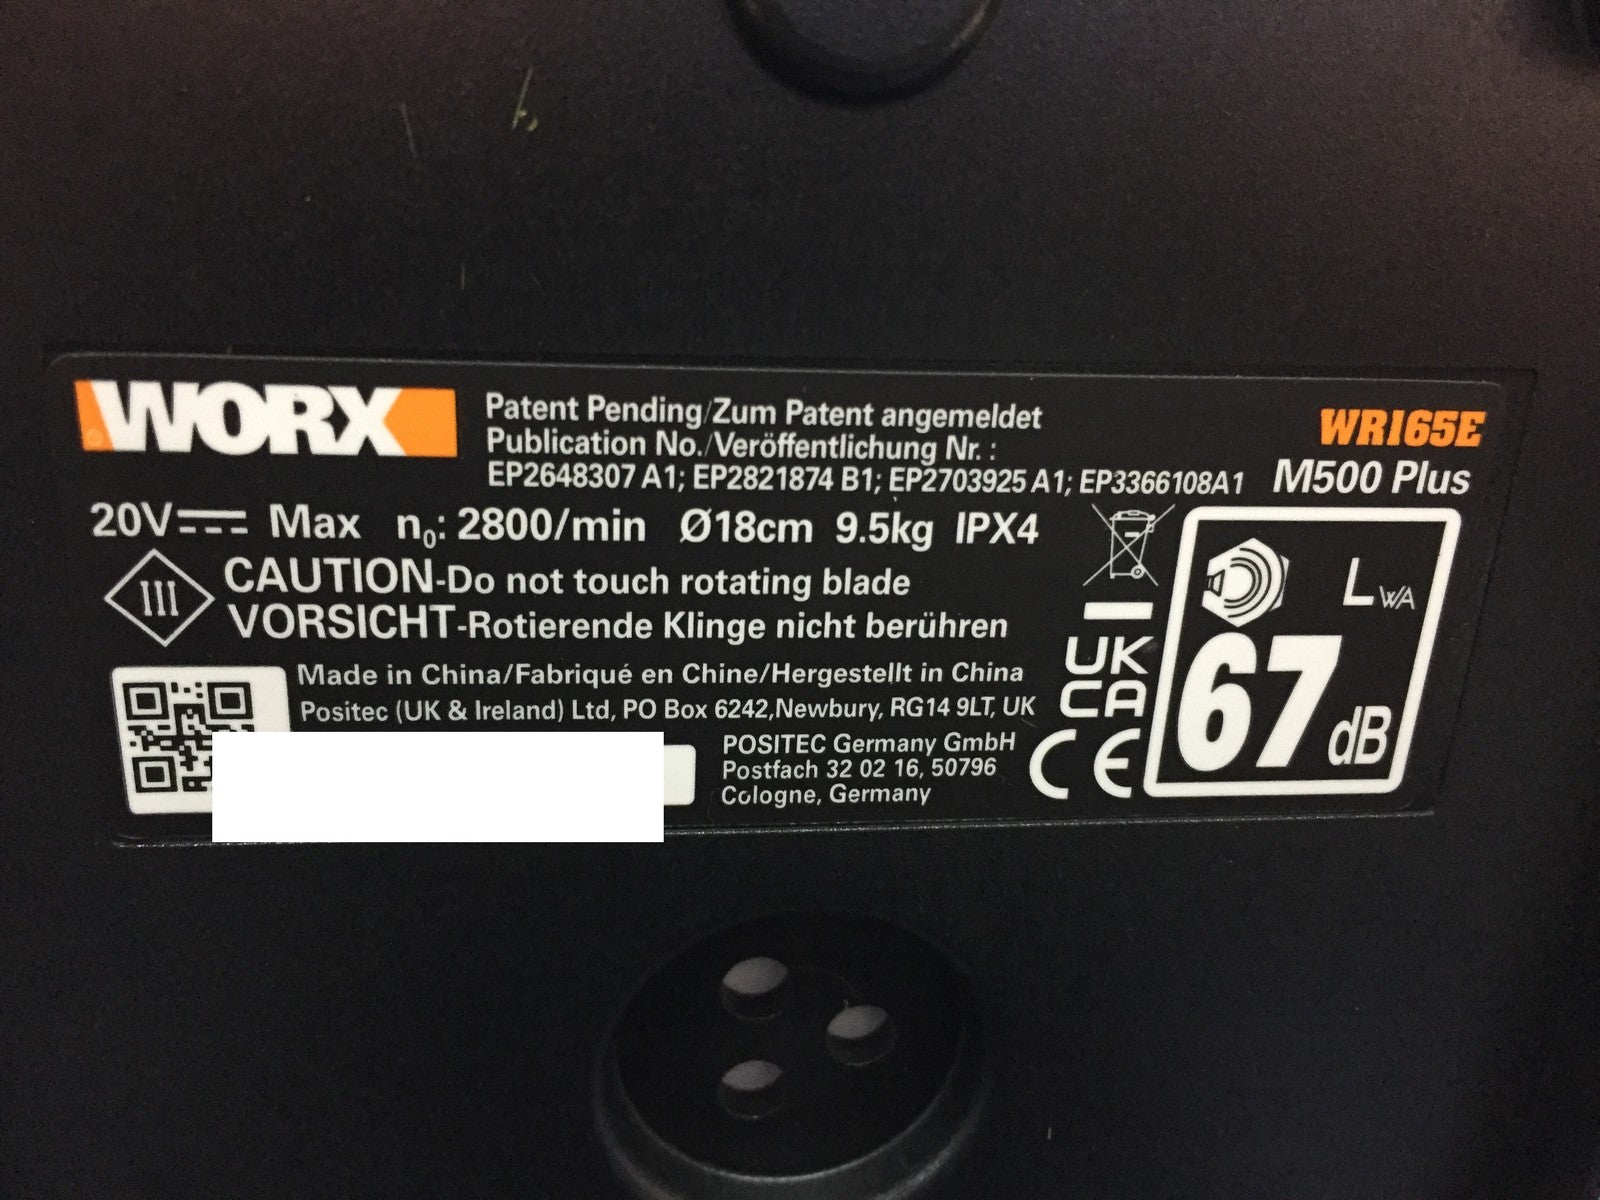 WORX
Patent Pending/Zum Patent angemeldet
Publication No./Veröffentlichung Nr. :
EP2648307 A1; EP2821874 B1; EP2703925 A1; EP3366108A1
WR165E
M500 Plus
20V Max n0: 2800/min Ø18cm 9.5kg IPX4
III
CAUTION-Do not touch rotating blade
VORSICHT-Rotierende Klinge nicht berühren
Made in China/Fabriqué en Chine/Hergestellt in China
Positec (UK & Ireland) Ltd, PO Box 6242,Newbury, RG14 9LT, UK
POSITEC Germany GmbH
Postfach 32 02 16, 50796
Cologne, Germany
UK
CA
CE
LWA
67 dB